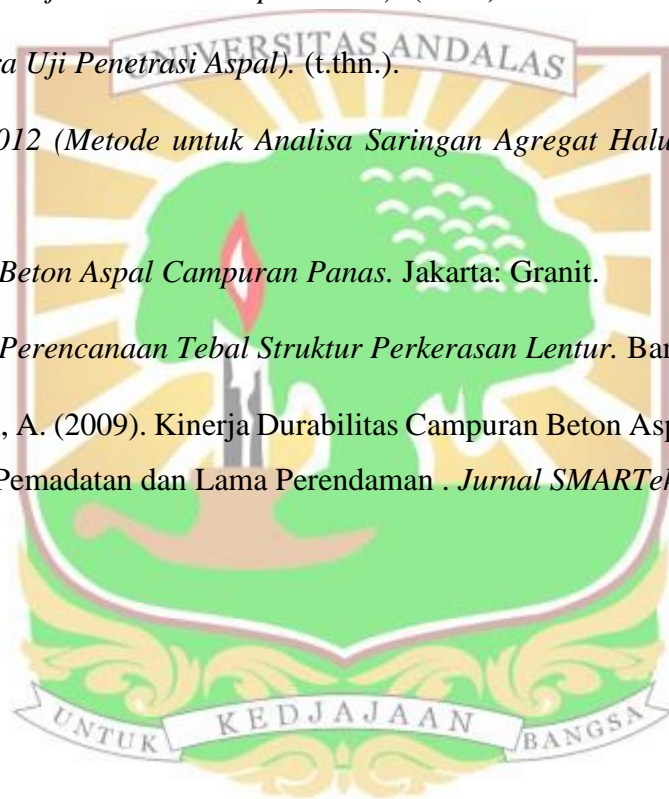 UNIVERSITAS ANDALAS
Uji Penetrasi Aspal). (t.thn.).
012 (Metode untuk Analisa Saringan Agregat Halu
Beton Aspal Campuran Panas. Jakarta: Granit.
Perencanaan Tebal Struktur Perkerasan Lentur. Ban
, A. (2009). Kinerja Durabilitas Campuran Beton Asp
Pemadatan dan Lama Perendaman . Jurnal SMARTek
UNTUK KEDJAJAAN BANGSA